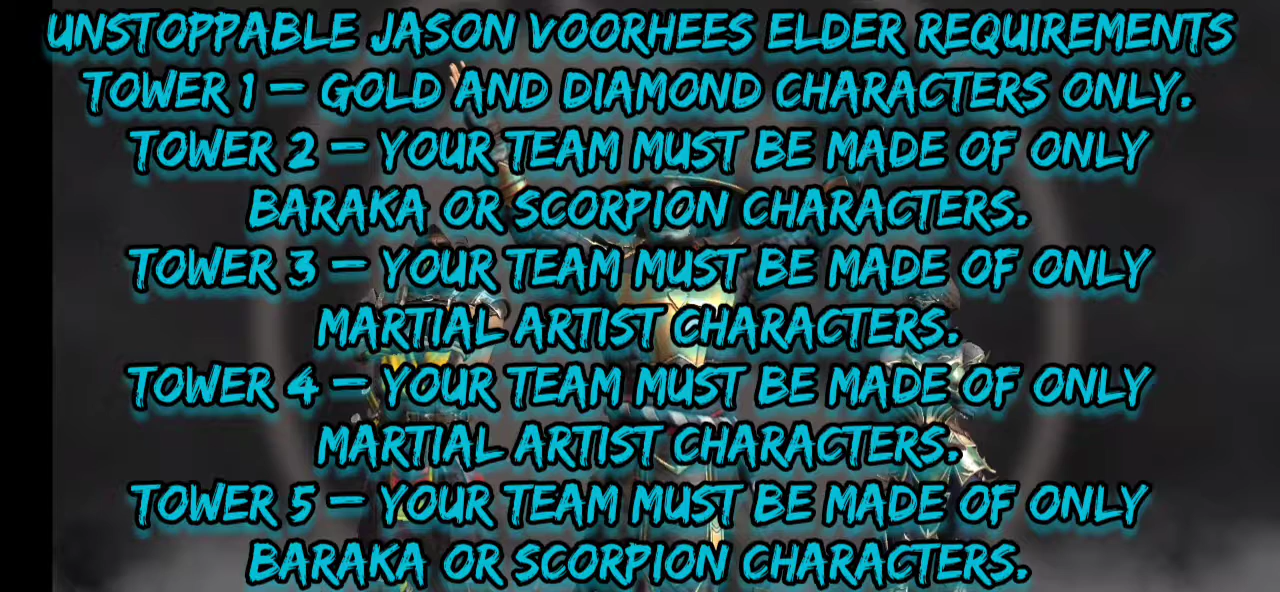 UNSTOPPABLE JASON VOORHEES ELDER REQUIREMENTS
TOWER 1 – GOLD AND DIAMOND CHARACTERS ONLY.
TOWER 2 – YOUR TEAM MUST BE MADE OF ONLY
BARAKA OR SCORPION CHARACTERS.
TOWER 3 – YOUR TEAM MUST BE MADE OF ONLY
MARTIAL ARTIST CHARACTERS.
TOWER 4 – YOUR TEAM MUST BE MADE OF ONLY
MARTIAL ARTIST CHARACTERS.
TOWER 5 – YOUR TEAM MUST BE MADE OF ONLY
BARAKA OR SCORPION CHARACTERS.